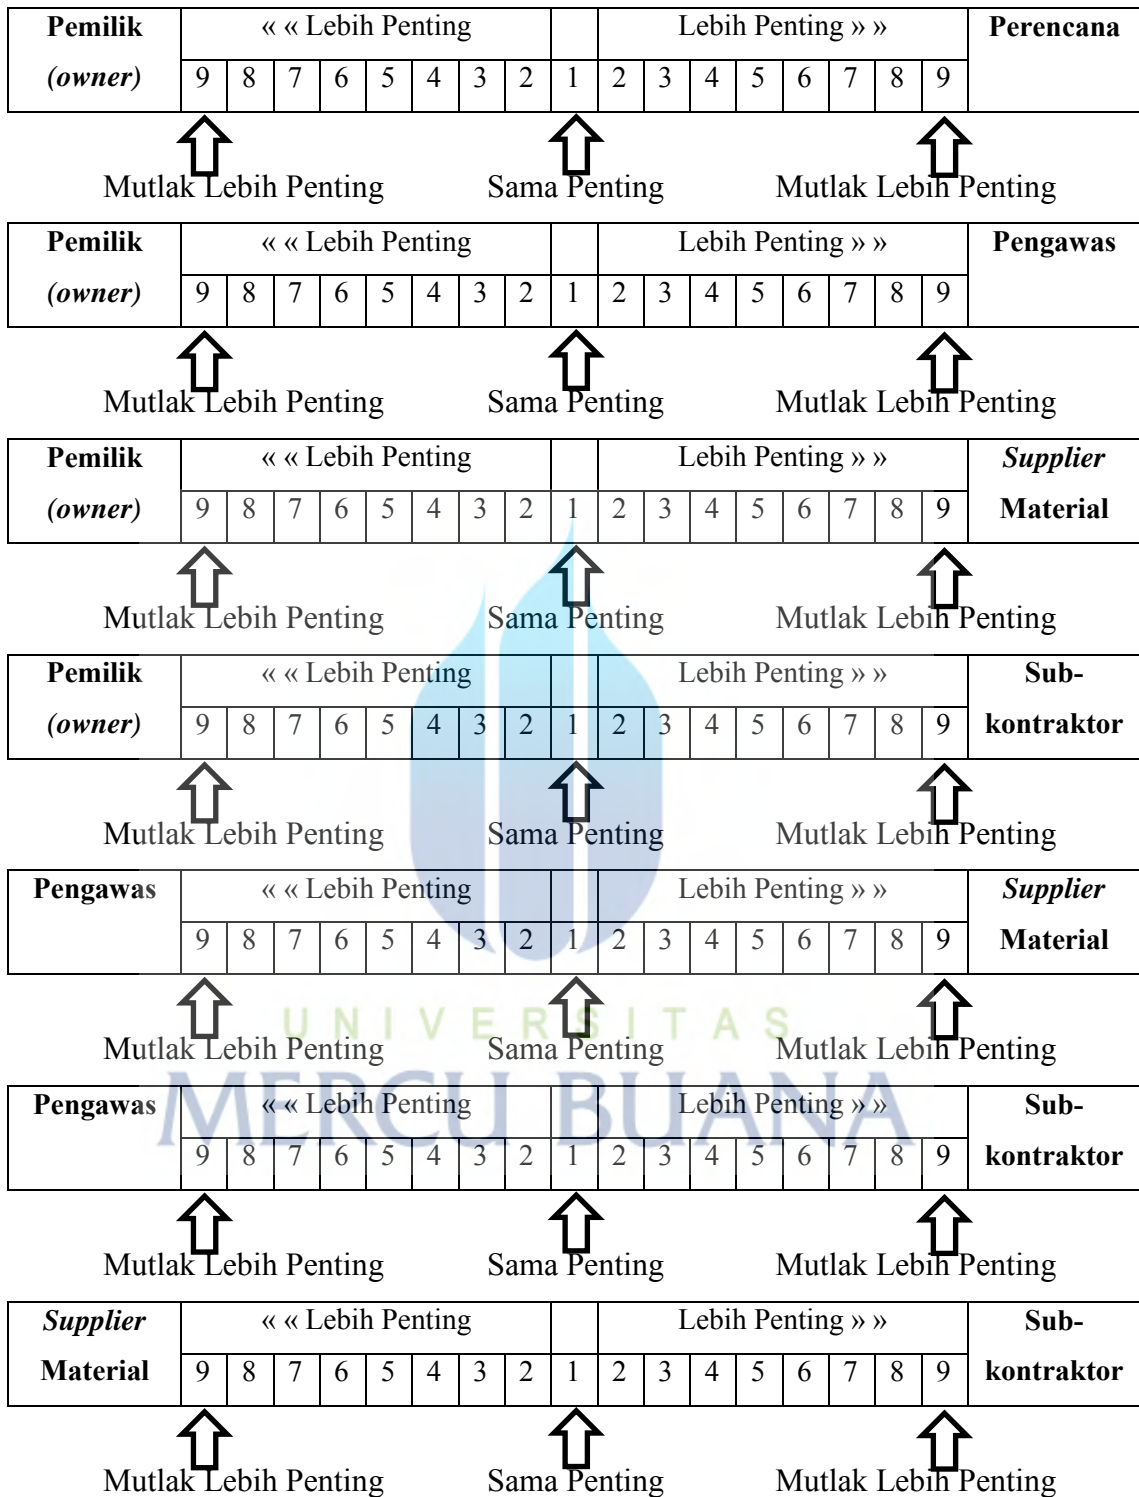 Pemilik « « Lebih Penting Lebih Penting » » Perencana
(owner) 9 8 7 6 5 4 3 2 1 2 3 4 5 6 7 8 9
Mutlak Lebih Penting Sama Penting Mutlak Lebih Penting
Pemilik « « Lebih Penting Lebih Penting » » Pengawas
(owner) 9 8 7 6 5 4 3 2 1 2 3 4 5 6 7 8 9
Mutlak Lebih Penting Sama Penting Mutlak Lebih Penting
Pemilik « « Lebih Penting Lebih Penting » » Supplier
(owner) 9 8 7 6 5 4 3 2 1 2 3 4 5 6 7 8 9 Material
Mutlak Lebih Penting Sama Penting Mutlak Lebih Penting
Pemilik « « Lebih Penting Lebih Penting » » Sub-
(owner) 9 8 7 6 5 4 3 2 1 2 3 4 5 6 7 8 9 kontraktor
Mutlak Lebih Penting Sama Penting Mutlak Lebih Penting
Pengawas « « Lebih Penting Lebih Penting » » Supplier
9 8 7 6 5 4 3 2 1 2 3 4 5 6 7 8 9 Material
UNIVERSITAS
Mutlak Lebih Penting Sama Penting Mutlak Lebih Penting
MERCU BUANA
Pengawas « « Lebih Penting Lebih Penting » » Sub-
9 8 7 6 5 4 3 2 1 2 3 4 5 6 7 8 9 kontraktor
Mutlak Lebih Penting Sama Penting Mutlak Lebih Penting
Supplier « « Lebih Penting Lebih Penting » » Sub-
Material 9 8 7 6 5 4 3 2 1 2 3 4 5 6 7 8 9 kontraktor
Mutlak Lebih Penting Sama Penting Mutlak Lebih Penting